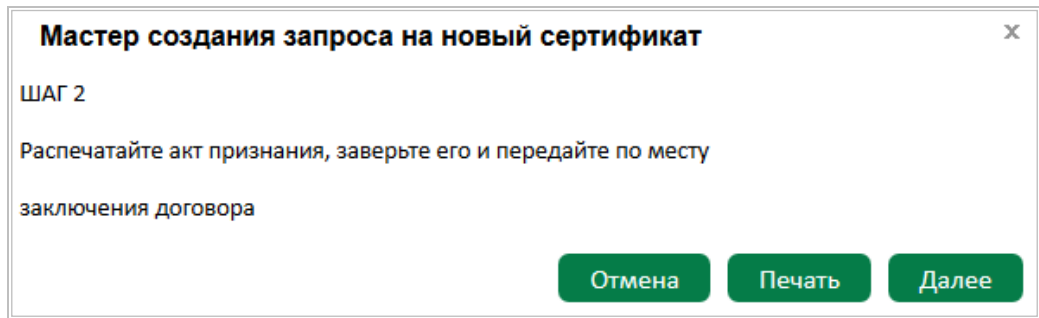 Мастер создания запроса на новый сертификат
x
ШАГ 2
Распечатайте акт признания, заверьте его и передайте по месту
заключения договора
Отмена Печать Далее